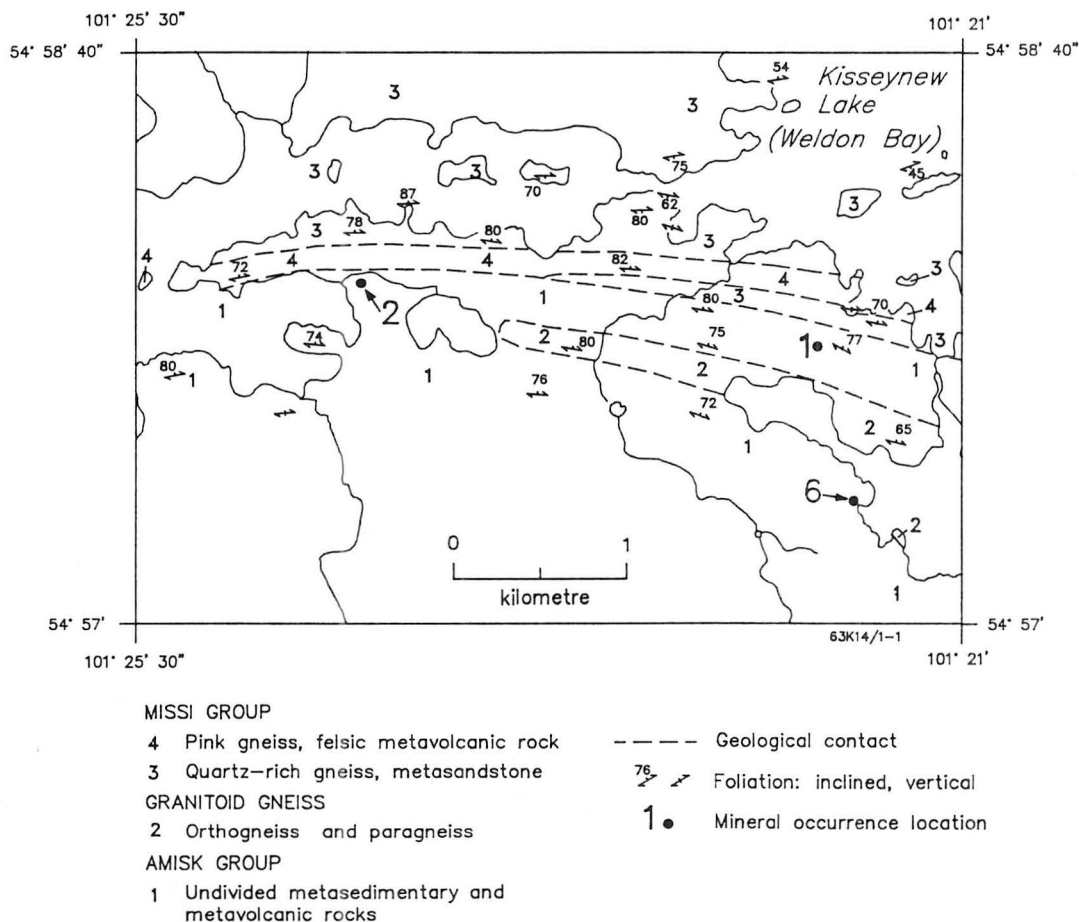 101° 25' 30"
101° 21'
54° 58' 40"
54° 58' 40"
54
3
3
Kisseynew
Lake
(Weldon Bay)
3
3
75
70
45
87
62
3
80
3
78
80
3
4
4
4
82
4
3
72
1
2
1
80
3
70
4
74
2
80
75
1
77
3
1
80
1
1
76
2
72
1
2
65
6
2
0
1
kilometre
1
54° 57'
54° 57'
63K14/1-1
101° 25' 30"
101° 21'
MISSI GROUP
4 Pink gneiss, felsic metavolcanic rock
3 Quartz-rich gneiss, metasandstone
GRANITOID GNEISS
2 Orthogneiss and paragneiss
AMISK GROUP
1 Undivided metasedimentary and
metavolcanic rocks
Geological contact
76 Foliation: inclined, vertical
1 Mineral occurrence location